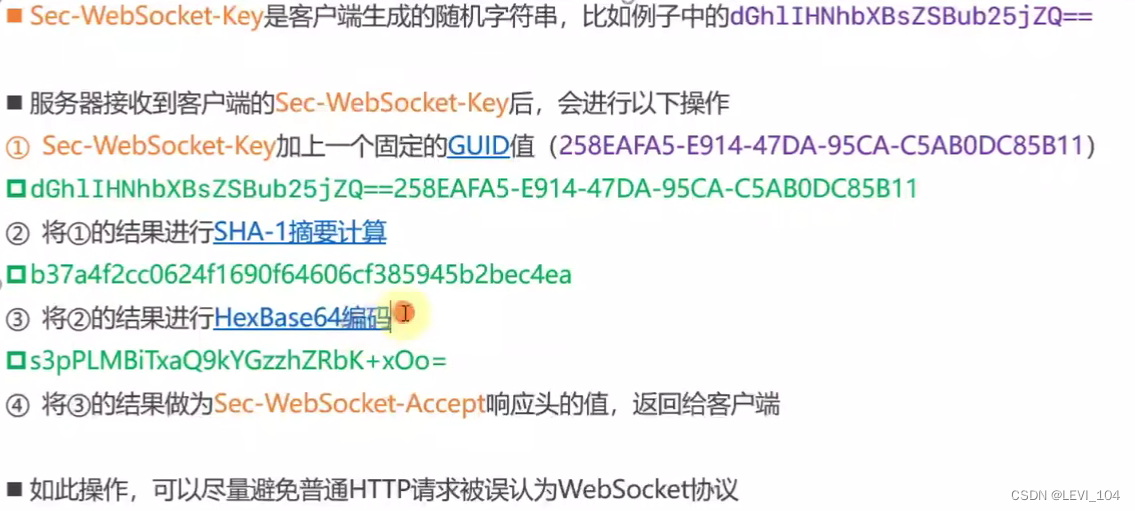 Sec-WebSocket-Key是客户端生成的随机字符串，比如例子中的dGhlIHNhbXBsZSBub25jZQ==
服务器接收到客户端的Sec-WebSocket-Key后，会进行以下操作
① Sec-WebSocket-Key加上一个固定的GUID值（258EAFA5-E914-47DA-95CA-C5AB0DC85B11）
dGhlIHNhbXBsZSBub25jZQ==258EAFA5-E914-47DA-95CA-C5AB0DC85B11
② 将①的结果进行SHA-1摘要计算
b37a4f2cc0624f1690f64606cf385945b2bec4ea
③ 将②的结果进行HexBase64编码
s3pPLMBiTxaQ9kYGzzhZRbK+xOo=
④ 将③的结果做为Sec-WebSocket-Accept响应头的值，返回给客户端
如此操作，可以尽量避免普通HTTP请求被误认为WebSocket协议
CSDN @LEVI_104